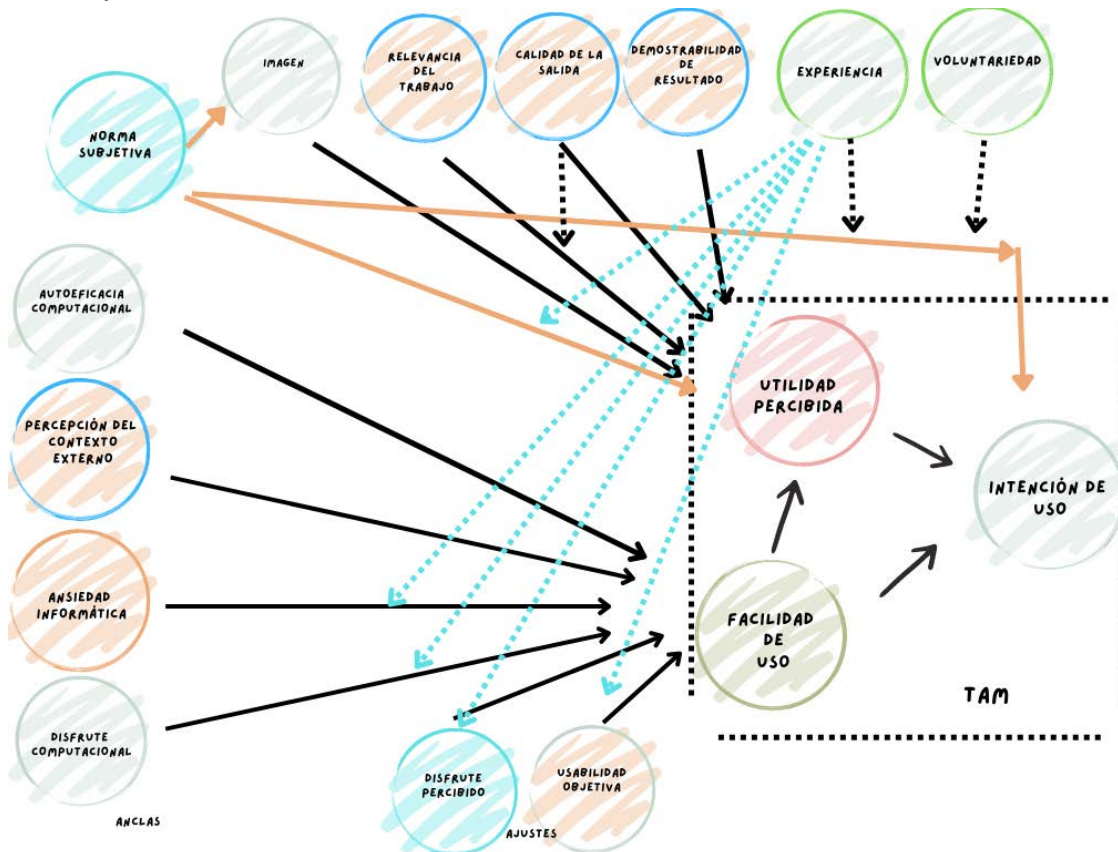 IMAGEN
RELEVANCIA
DEL
TRABAJO
CALIDAD DE LA
SALIDA
DEMOSTRABILIDAD
DE
RESULTADO
EXPERIENCIA
VOLUNTARIEDAD
NORMA
SUBJETIVA
AUTOEFICACIA
COMPUTACIONAL
PERCEPCIÓN DEL
CONTEXTO
EXTERNO
ANSIEDAD
INFORMÁTICA
DISFRUTE
COMPUTACIONAL
ANCLAS
DISFRUTE
PERCIBIDO
USABILIDAD
OBJETIVA
AJUSTES
UTILIDAD
PERCIBIDA
INTENCIÓN DE
USO
FACILIDAD
DE
USO
TAM